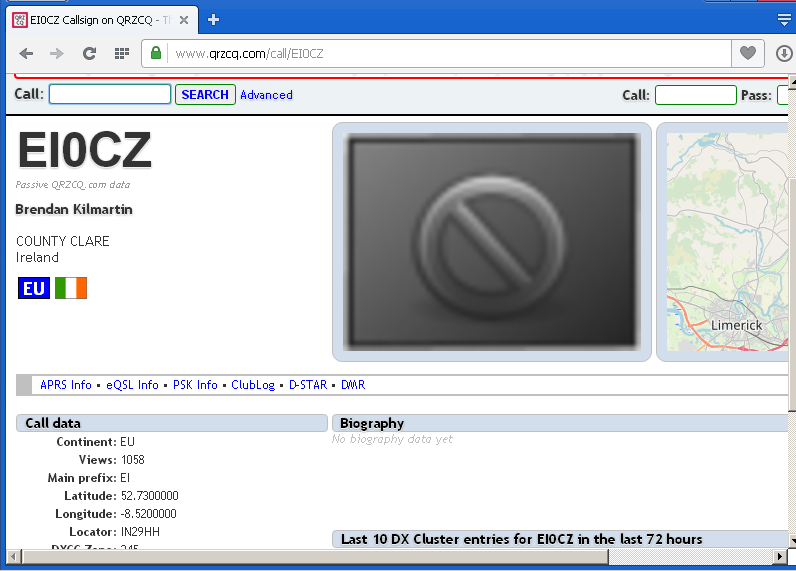 EI0CZ Callsign on QRZCQ - Th
www.qrzcq.com/call/EI0CZ
Call: SEARCH Advanced Call: Pass:
EI0CZ
Passive QRZCQ.com data
Brendan Kilmartin
COUNTY CLARE
Ireland
EU
Limerick
APRS Info • eQSL Info • PSK Info • ClubLog • D-STAR • DMR
Call data
Continent: EU
Views: 1058
Main prefix: EI
Latitude: 52.7300000
Longitude: -8.5200000
Locator: IN29HH
DXCC Zone: 245
Biography
No biography data yet
Last 10 DX Cluster entries for EI0CZ in the last 72 hours